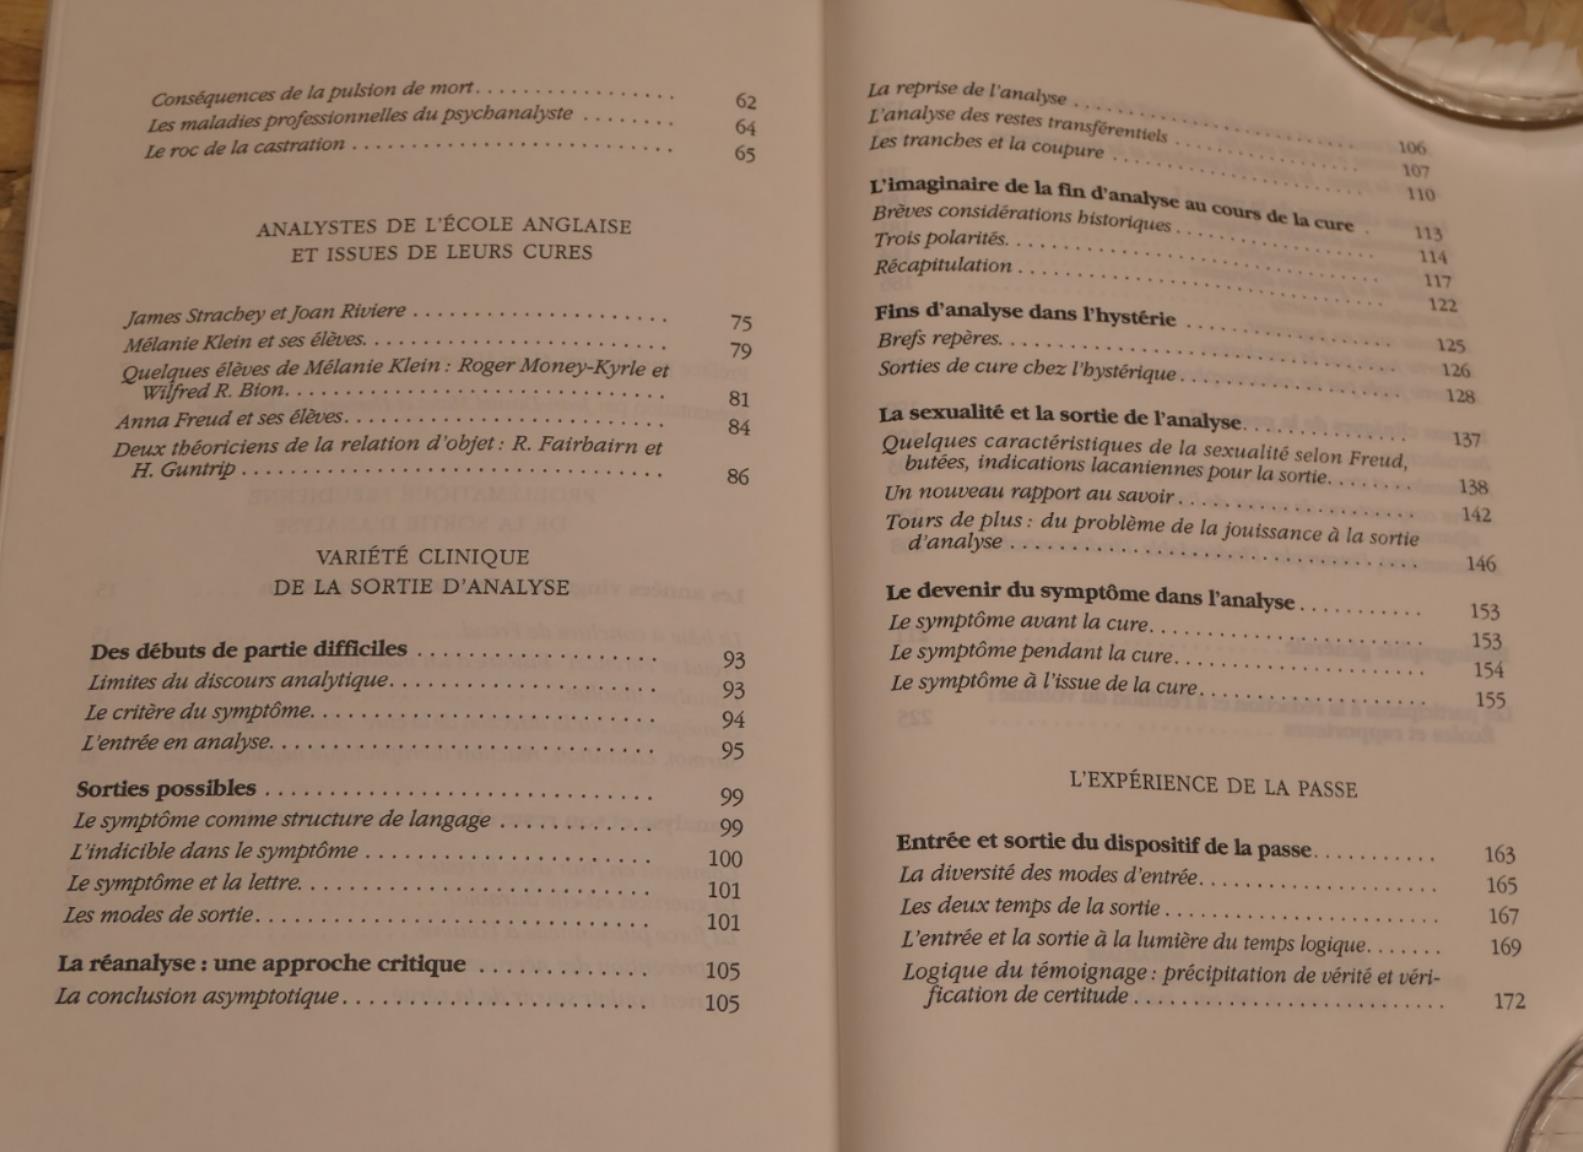 Conséquences de la pulsion de mort. . . . . . . . . . . . . . . . . 62
Les maladies professionnelles du psychanalyste . . . . . . . . 64
Le roc de la castration . . . . . . . . . . . . . . . . . . . . . . . . . . . 65
ANALYSTES DE L'ÉCOLE ANGLAISE
ET ISSUES DE LEURS CURES
James Strachey et Joan Riviere . . . . . . . . . . . . . . . . . . . . . 75
Mélanie Klein et ses élèves. . . . . . . . . . . . . . . . . . . . . . . . . 79
Quelques élèves de Mélanie Klein : Roger Money-Kyrle et
Wilfred R. Bion. . . . . . . . . . . . . . . . . . . . . . . . . . . . . . . 81
Anna Freud et ses élèves. . . . . . . . . . . . . . . . . . . . . . . . . . 84
Deux théoriciens de la relation d'objet : R. Fairbairn et
H. Guntrip . . . . . . . . . . . . . . . . . . . . . . . . . . . . . . . . . . 86
VARIÉTÉ CLINIQUE
DE LA SORTIE D'ANALYSE
Des débuts de partie difficiles . . . . . . . . . . . . . . . . . . . 93
Limites du discours analytique. . . . . . . . . . . . . . . . . . . . . 93
Le critère du symptôme. . . . . . . . . . . . . . . . . . . . . . . . . . . 94
L'entrée en analyse. . . . . . . . . . . . . . . . . . . . . . . . . . . . . . 95
Sorties possibles . . . . . . . . . . . . . . . . . . . . . . . . . . . . . . 99
Le symptôme comme structure de langage . . . . . . . . . . . . 99
L'indicible dans le symptôme . . . . . . . . . . . . . . . . . . . . . . 100
Le symptôme et la lettre. . . . . . . . . . . . . . . . . . . . . . . . . . . 101
Les modes de sortie. . . . . . . . . . . . . . . . . . . . . . . . . . . . . . 101
La réanalyse : une approche critique . . . . . . . . . . . . . 105
La conclusion asymptotique. . . . . . . . . . . . . . . . . . . . . . . 105
La reprise de l'analyse . . . . . . . . . . . . . . . . . . . . . . . . . . 106
L'analyse des restes transférentiels . . . . . . . . . . . . . . . . . 107
Les tranches et la coupure . . . . . . . . . . . . . . . . . . . . . . . 110
L'imaginaire de la fin d'analyse au cours de la cure . 113
Brèves considérations historiques . . . . . . . . . . . . . . . . . . 114
Trois polarités. . . . . . . . . . . . . . . . . . . . . . . . . . . . . . . . . 117
Récapitulation . . . . . . . . . . . . . . . . . . . . . . . . . . . . . . . . 122
Fins d'analyse dans l'hystérie . . . . . . . . . . . . . . . . . . . 125
Brefs repères. . . . . . . . . . . . . . . . . . . . . . . . . . . . . . . . . . 126
Sorties de cure chez l'hystérique . . . . . . . . . . . . . . . . . . . 128
La sexualité et la sortie de l'analyse. . . . . . . . . . . . . . 137
Quelques caractéristiques de la sexualité selon Freud,
butées, indications lacaniennes pour la sortie. . . . . . . . 138
Un nouveau rapport au savoir . . . . . . . . . . . . . . . . . . . . 142
Tours de plus : du problème de la jouissance à la sortie
d'analyse . . . . . . . . . . . . . . . . . . . . . . . . . . . . . . . . . . 146
Le devenir du symptôme dans l'analyse . . . . . . . . . . . 153
Le symptôme avant la cure. . . . . . . . . . . . . . . . . . . . . . . 153
Le symptôme pendant la cure. . . . . . . . . . . . . . . . . . . . . 154
Le symptôme à l'issue de la cure. . . . . . . . . . . . . . . . . . . 155
L'EXPÉRIENCE DE LA PASSE
Entrée et sortie du dispositif de la passe. . . . . . . . . . . 163
La diversité des modes d'entrée. . . . . . . . . . . . . . . . . . . . 165
Les deux temps de la sortie . . . . . . . . . . . . . . . . . . . . . . . 167
L'entrée et la sortie à la lumière du temps logique. . . . . . . 169
Logique du témoignage : précipitation de vérité et véri-
fication de certitude . . . . . . . . . . . . . . . . . . . . . . . . . . 172